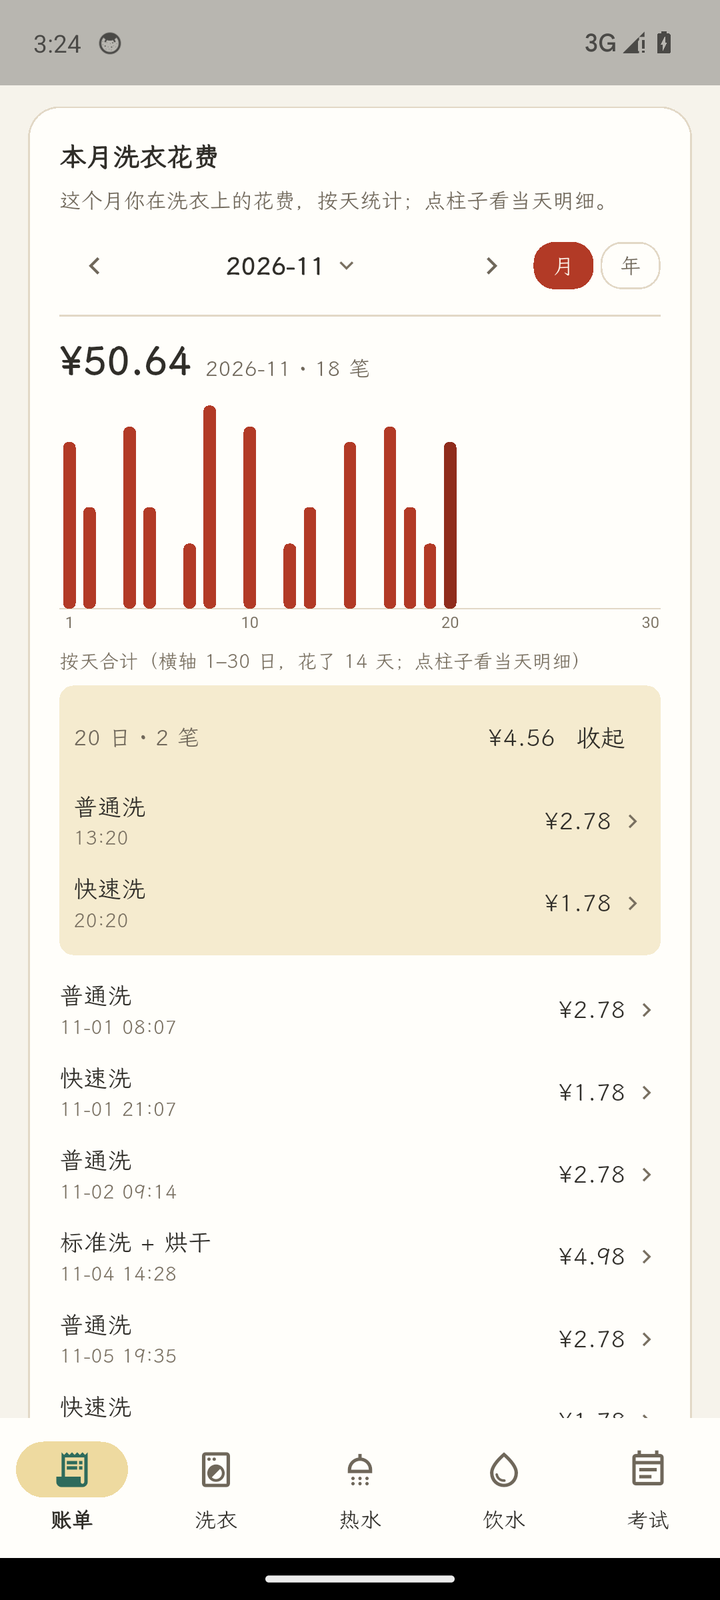 3:24
3G
本月洗衣花费
这个月你在洗衣上的花费，按天统计；点柱子看当天明细。
2026-11
月
年
¥50.64 2026-11 · 18 笔
1 10 20 30
按天合计（横轴 1–30 日，花了 14 天；点柱子看当天明细）
20 日 · 2 笔 ¥4.56 收起
普通洗
13:20
¥2.78
快速洗
20:20
¥1.78
普通洗
11-01 08:07
¥2.78
快速洗
11-01 21:07
¥1.78
普通洗
11-02 09:14
¥2.78
标准洗 + 烘干
11-04 14:28
¥4.98
普通洗
11-05 19:35
¥2.78
快速洗
账单
洗衣
热水
饮水
考试